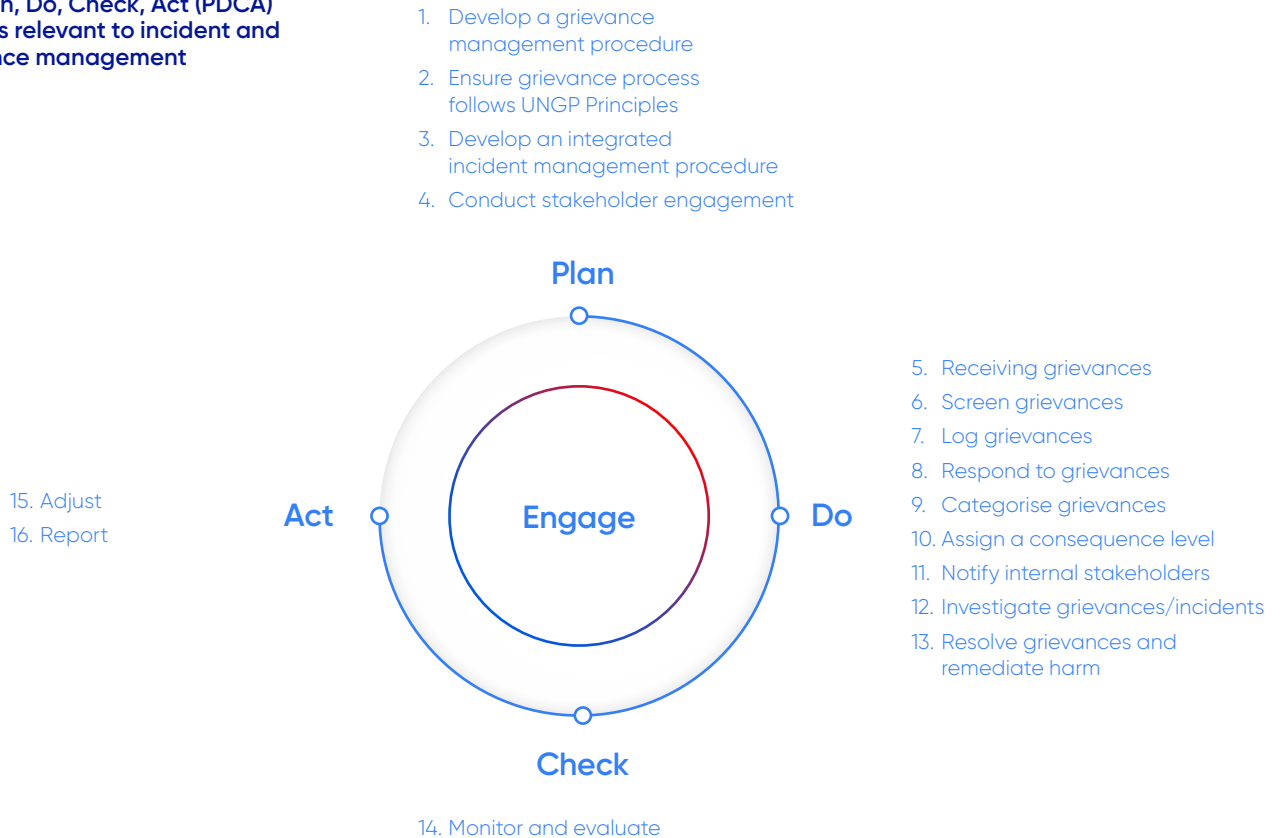 n, Do, Check, Act (PDCA)
s relevant to incident and
nce management
1. Develop a grievance
management procedure
2. Ensure grievance process
follows UNGP Principles
3. Develop an integrated
incident management procedure
4. Conduct stakeholder engagement
Plan
5. Receiving grievances
6. Screen grievances
7. Log grievances
8. Respond to grievances
9. Categorise grievances
10. Assign a consequence level
11. Notify internal stakeholders
12. Investigate grievances/incidents
13. Resolve grievances and
remediate harm
15. Adjust
16. Report
Act
Engage
Do
Check
14. Monitor and evaluate